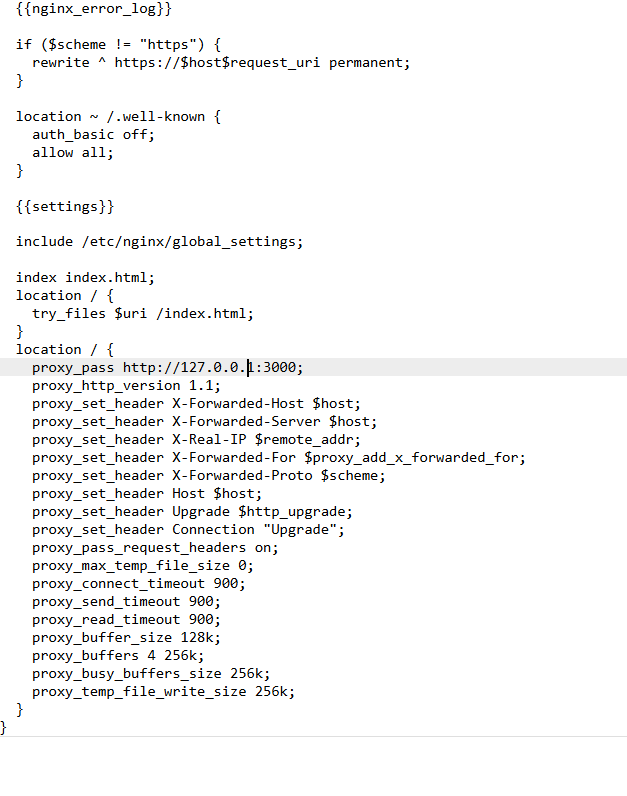 {{nginx_error_log}}
if ($scheme != "https") {
rewrite ^ https://$host$request_uri permanent;
}
location ~ /.well-known {
auth_basic off;
allow all;
}
{{settings}}
include /etc/nginx/global_settings;
index index.html;
location / {
try_files $uri /index.html;
}
location / {
proxy_pass http://127.0.0.1:3000;
proxy_http_version 1.1;
proxy_set_header X-Forwarded-Host $host;
proxy_set_header X-Forwarded-Server $host;
proxy_set_header X-Real-IP $remote_addr;
proxy_set_header X-Forwarded-For $proxy_add_x_forwarded_for;
proxy_set_header X-Forwarded-Proto $scheme;
proxy_set_header Host $host;
proxy_set_header Upgrade $http_upgrade;
proxy_set_header Connection "Upgrade";
proxy_pass_request_headers on;
proxy_max_temp_file_size 0;
proxy_connect_timeout 900;
proxy_send_timeout 900;
proxy_read_timeout 900;
proxy_buffer_size 128k;
proxy_buffers 4 256k;
proxy_busy_buffers_size 256k;
proxy_temp_file_write_size 256k;
}
}